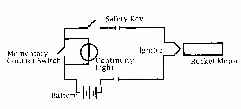 Safety Key
Momentary
Contact Switch
Continuity
Light
Igniter
Rocket Motor
Battery